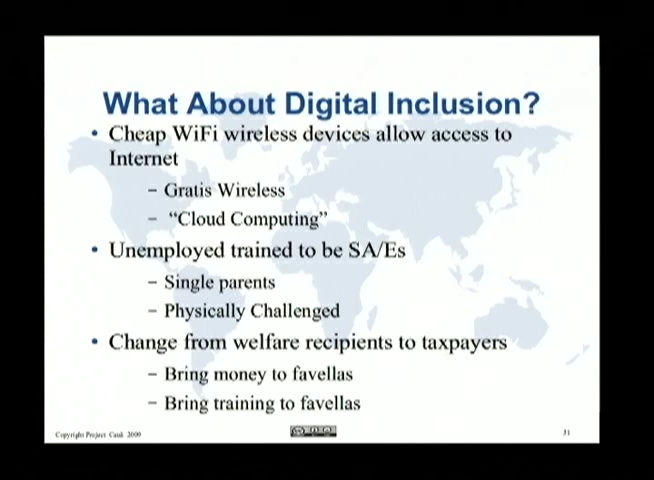 What About Digital Inclusion?
• Cheap WiFi wireless devices allow access to
Internet
– Gratis Wireless
– “Cloud Computing”
• Unemployed trained to be SA/Es
– Single parents
– Physically Challenged
• Change from welfare recipients to taxpayers
– Bring money to favellas
– Bring training to favellas
Copyright Project Cauã 2009
31